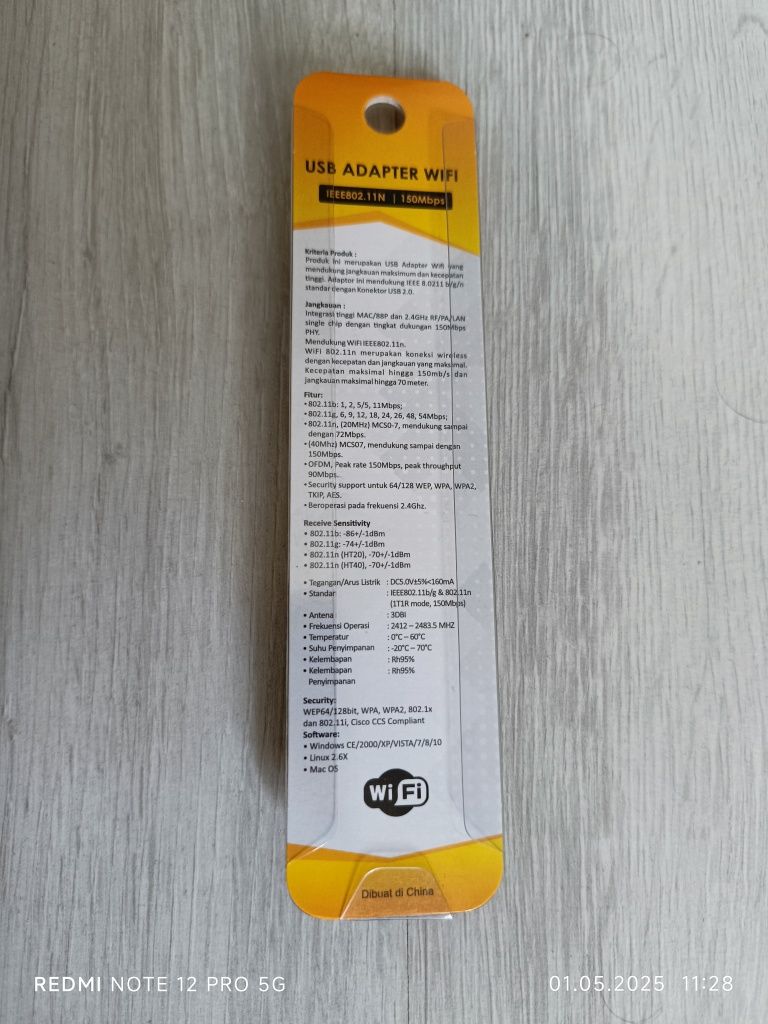 USB ADAPTER WIFI
IEEE802.11N | 150Mbps
Kriteria Produk :
Produk ini merupakan USB Adapter Wifi yang
mendukung jangkauan maksimum dan kecepatan
tinggi. Adaptor ini mendukung IEEE 8.0211 b/g/n
standar dengan Konektor USB 2.0.
Jangkauan :
Integrasi tinggi MAC/88P dan 2.4GHz RF/PA/LAN
single chip dengan tingkat dukungan 150Mbps
PHY.
Mendukung WiFi IEEE802.11n.
WiFi 802.11n merupakan koneksi wireless
dengan kecepatan dan jangkauan yang maksimal.
Kecepatan maksimal hingga 150mb/s dan
jangkauan maksimal hingga 70 meter.
Fitur:
• 802.11b: 1, 2, 5/5, 11Mbps;
• 802.11g, 6, 9, 12, 18, 24, 26, 48, 54Mbps;
• 802.11n, (20MHz) MCS0-7, mendukung sampai
dengan 72Mbps.
• (40Mhz) MCS07, mendukung sampai dengan
150Mbps.
• OFDM, Peak rate 150Mbps, peak throughput
90Mbps.
• Security support untuk 64/128 WEP, WPA, WPA2,
TKIP, AES.
• Beroperasi pada frekuensi 2.4Ghz.
Receive Sensitivity
• 802.11b: -86+/-1dBm
• 802.11g: -74+/-1dBm
• 802.11n (HT20), -70+/-1dBm
• 802.11n (HT40), -70+/-1dBm
• Tegangan/Arus Listrik : DC5.0V±5%<160mA
• Standar : IEEE802.11b/g & 802.11n
(1T1R mode, 150Mbps)
• Antena : 3DBI
• Frekuensi Operasi : 2412 – 2483.5 MHZ
• Temperatur : 0°C – 60°C
• Suhu Penyimpanan : -20°C – 70°C
• Kelembapan : Rh95%
• Kelembapan : Rh95%
Penyimpanan
Security:
WEP64/128bit, WPA, WPA2, 802.1x
dan 802.11i, Cisco CCS Compliant
Software:
• Windows CE/2000/XP/VISTA/7/8/10
• Linux 2.6X
• Mac OS
Wi Fi
Dibuat di China
REDMI NOTE 12 PRO 5G
01.05.2025 11:28